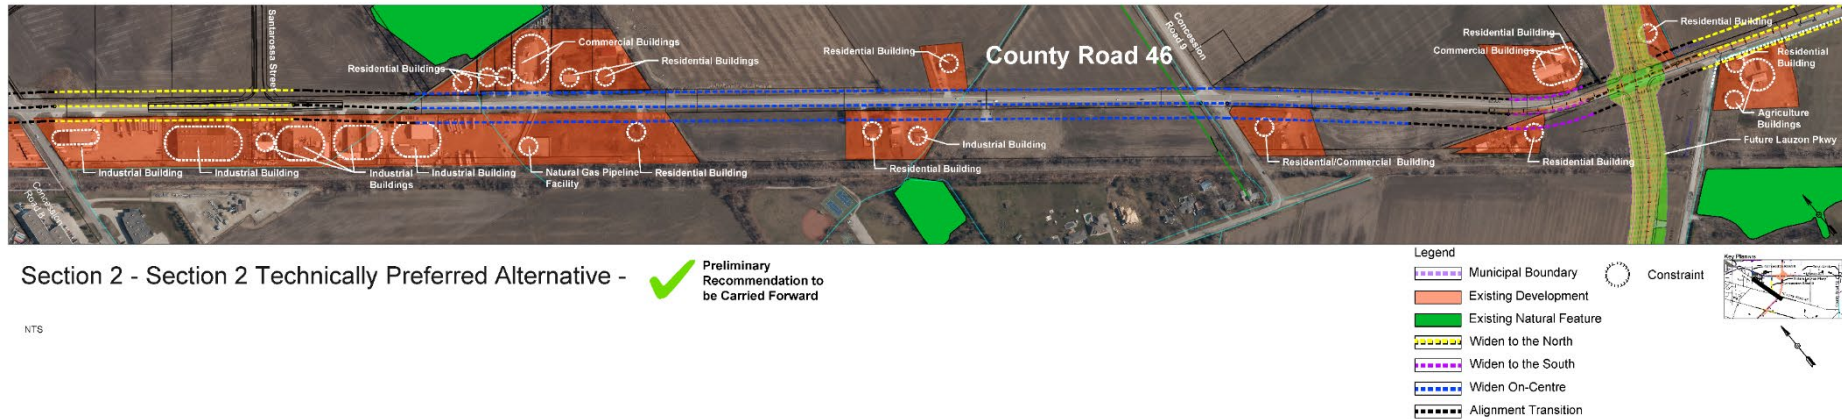 Santarossa Street
Commercial Buildings
Residential Buildings
Residential Buildings
Residential Building
County Road 46
Concession
Road 9
Residential Building
Commercial Buildings
Residential Building
Residential
Building
Agriculture
Buildings
Future Lauzon Pkwy
Residential Building
Residential/Commercial Building
Industrial Building
Residential Building
Residential Building
Natural Gas Pipeline
Facility
Industrial Building
Industrial
Buildings
Industrial Building
Industrial Building
Concession
Road 8
Section 2 - Section 2 Technically Preferred Alternative -
Preliminary
Recommendation to
be Carried Forward
NTS
Legend
Municipal Boundary
Constraint
Existing Development
Existing Natural Feature
Widen to the North
Widen to the South
Widen On-Centre
Alignment Transition